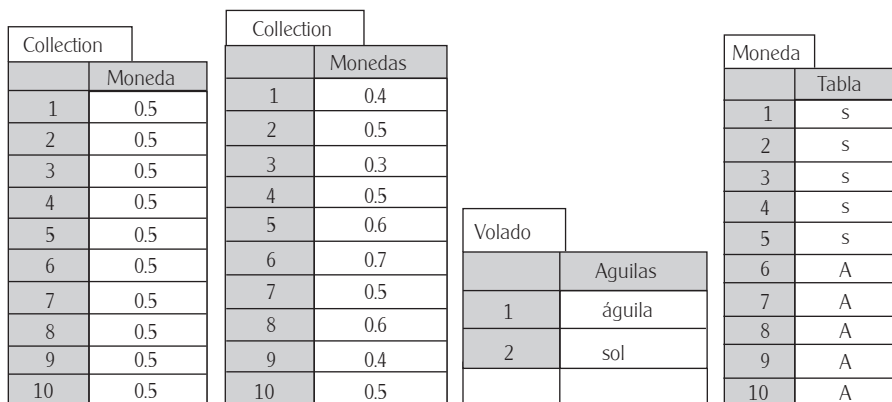 Collection
Moneda
1 0.5
2 0.5
3 0.5
4 0.5
5 0.5
6 0.5
7 0.5
8 0.5
9 0.5
10 0.5
Collection
Monedas
1 0.4
2 0.5
3 0.3
4 0.5
5 0.6
6 0.7
7 0.5
8 0.6
9 0.4
10 0.5
Volado
Aguilas
1 águila
2 sol
Moneda
Tabla
1 s
2 s
3 s
4 s
5 s
6 A
7 A
8 A
9 A
10 A